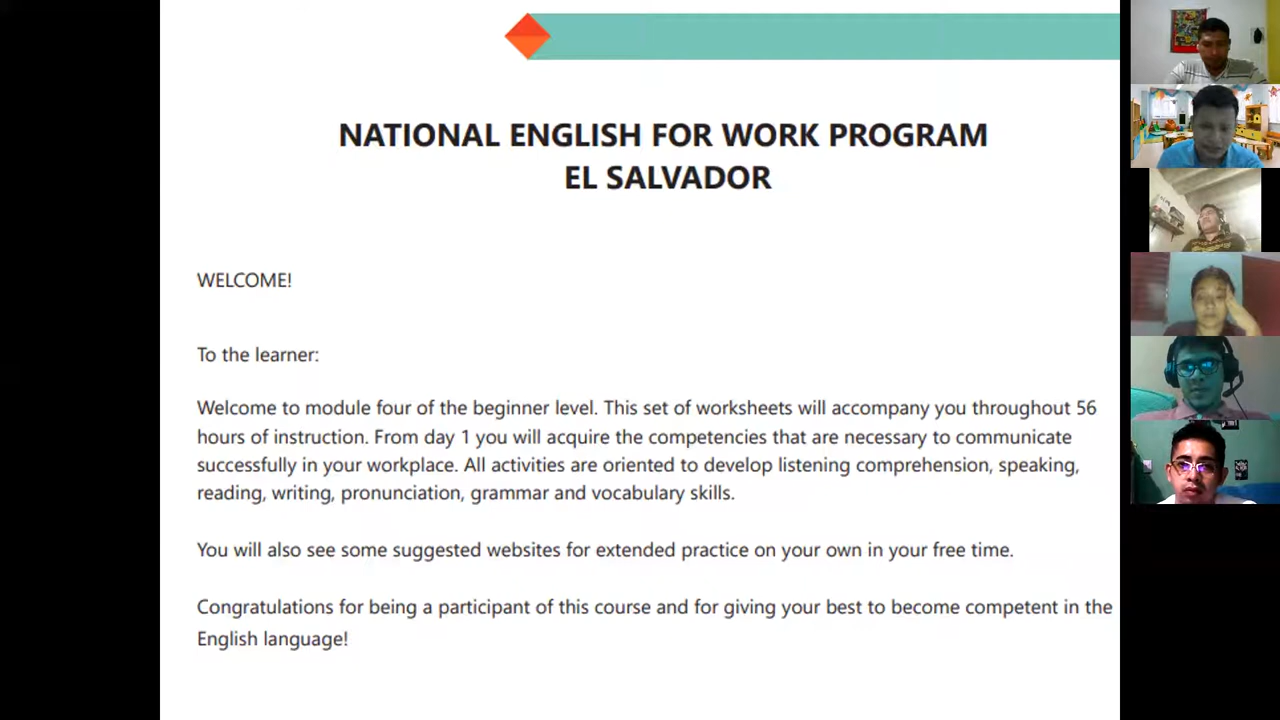 NATIONAL ENGLISH FOR WORK PROGRAM
EL SALVADOR
WELCOME!
To the learner:
Welcome to module four of the beginner level. This set of worksheets will accompany you throughout 56
hours of instruction. From day 1 you will acquire the competencies that are necessary to communicate
successfully in your workplace. All activities are oriented to develop listening comprehension, speaking,
reading, writing, pronunciation, grammar and vocabulary skills.
You will also see some suggested websites for extended practice on your own in your free time.
Congratulations for being a participant of this course and for giving your best to become competent in the
English language!